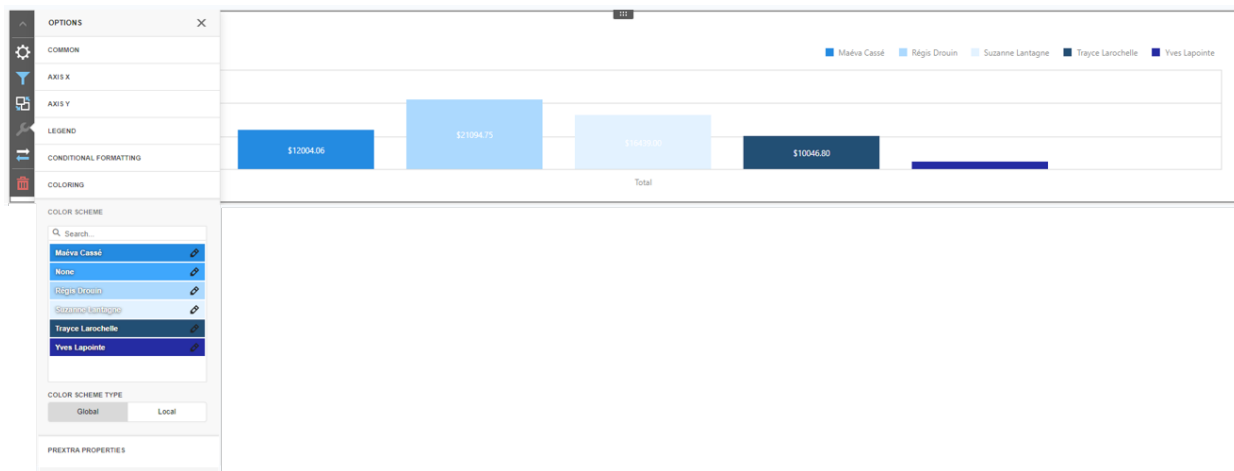 OPTIONS
COMMON
AXIS X
AXIS Y
LEGEND
CONDITIONAL FORMATTING
COLORING
COLOR SCHEME
Search...
Maéva Cassé
None
Régis Drouin
Suzanne Lantagne
Trayce Larochelle
Yves Lapointe
COLOR SCHEME TYPE
Global Local
PREXTRA PROPERTIES
Maéva Cassé Régis Drouin Suzanne Lantagne Trayce Larochelle Yves Lapointe
$12004.06
$21094.75
$10046.80
Total